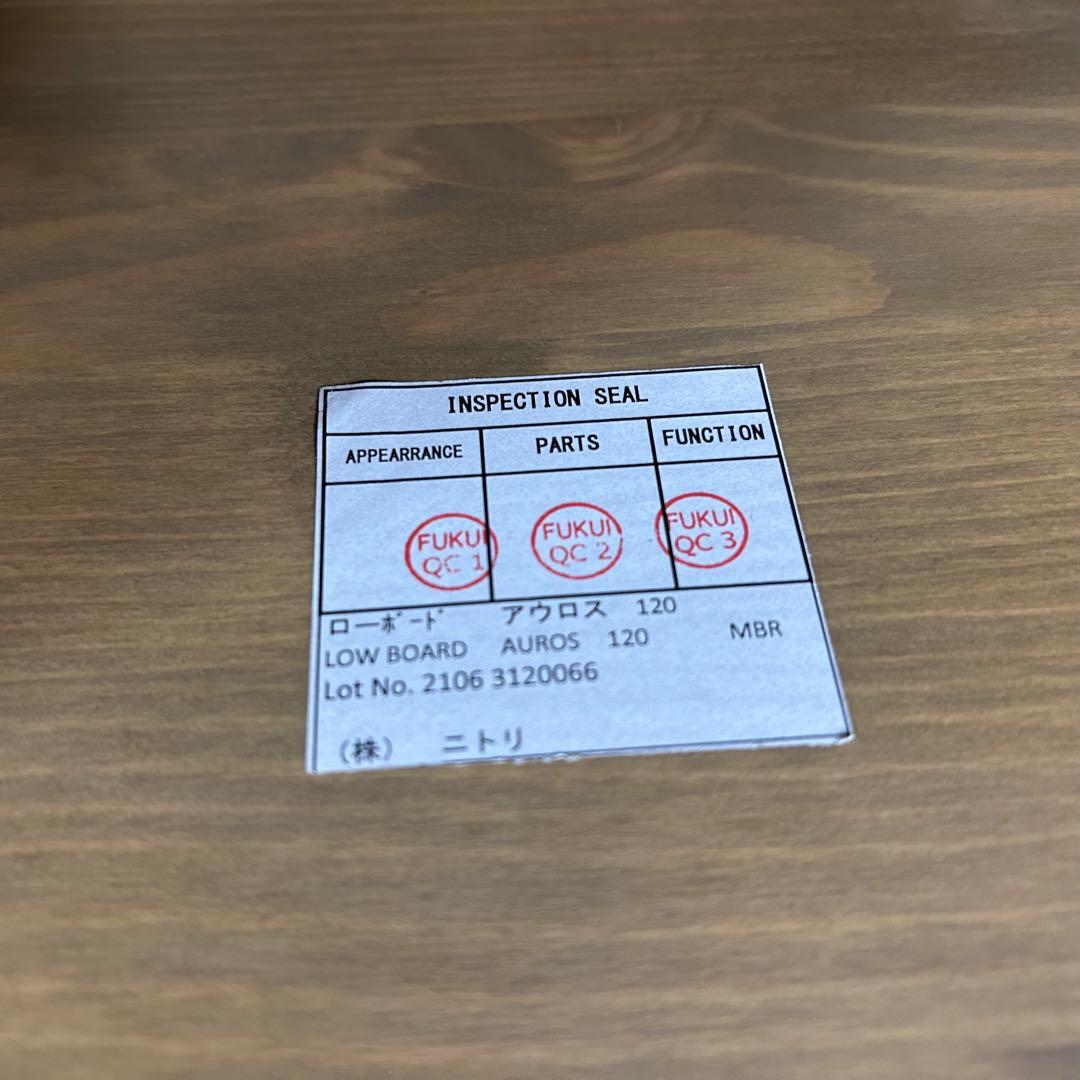 INSPECTION SEAL
APPEARRANCE PARTS FUNCTION
FUKUI QC 1 FUKUI QC 2 FUKUI QC 3
ローボード アウロス 120
LOW BOARD AUROS 120 MBR
Lot No. 2106 3120066
(株) ニトリ